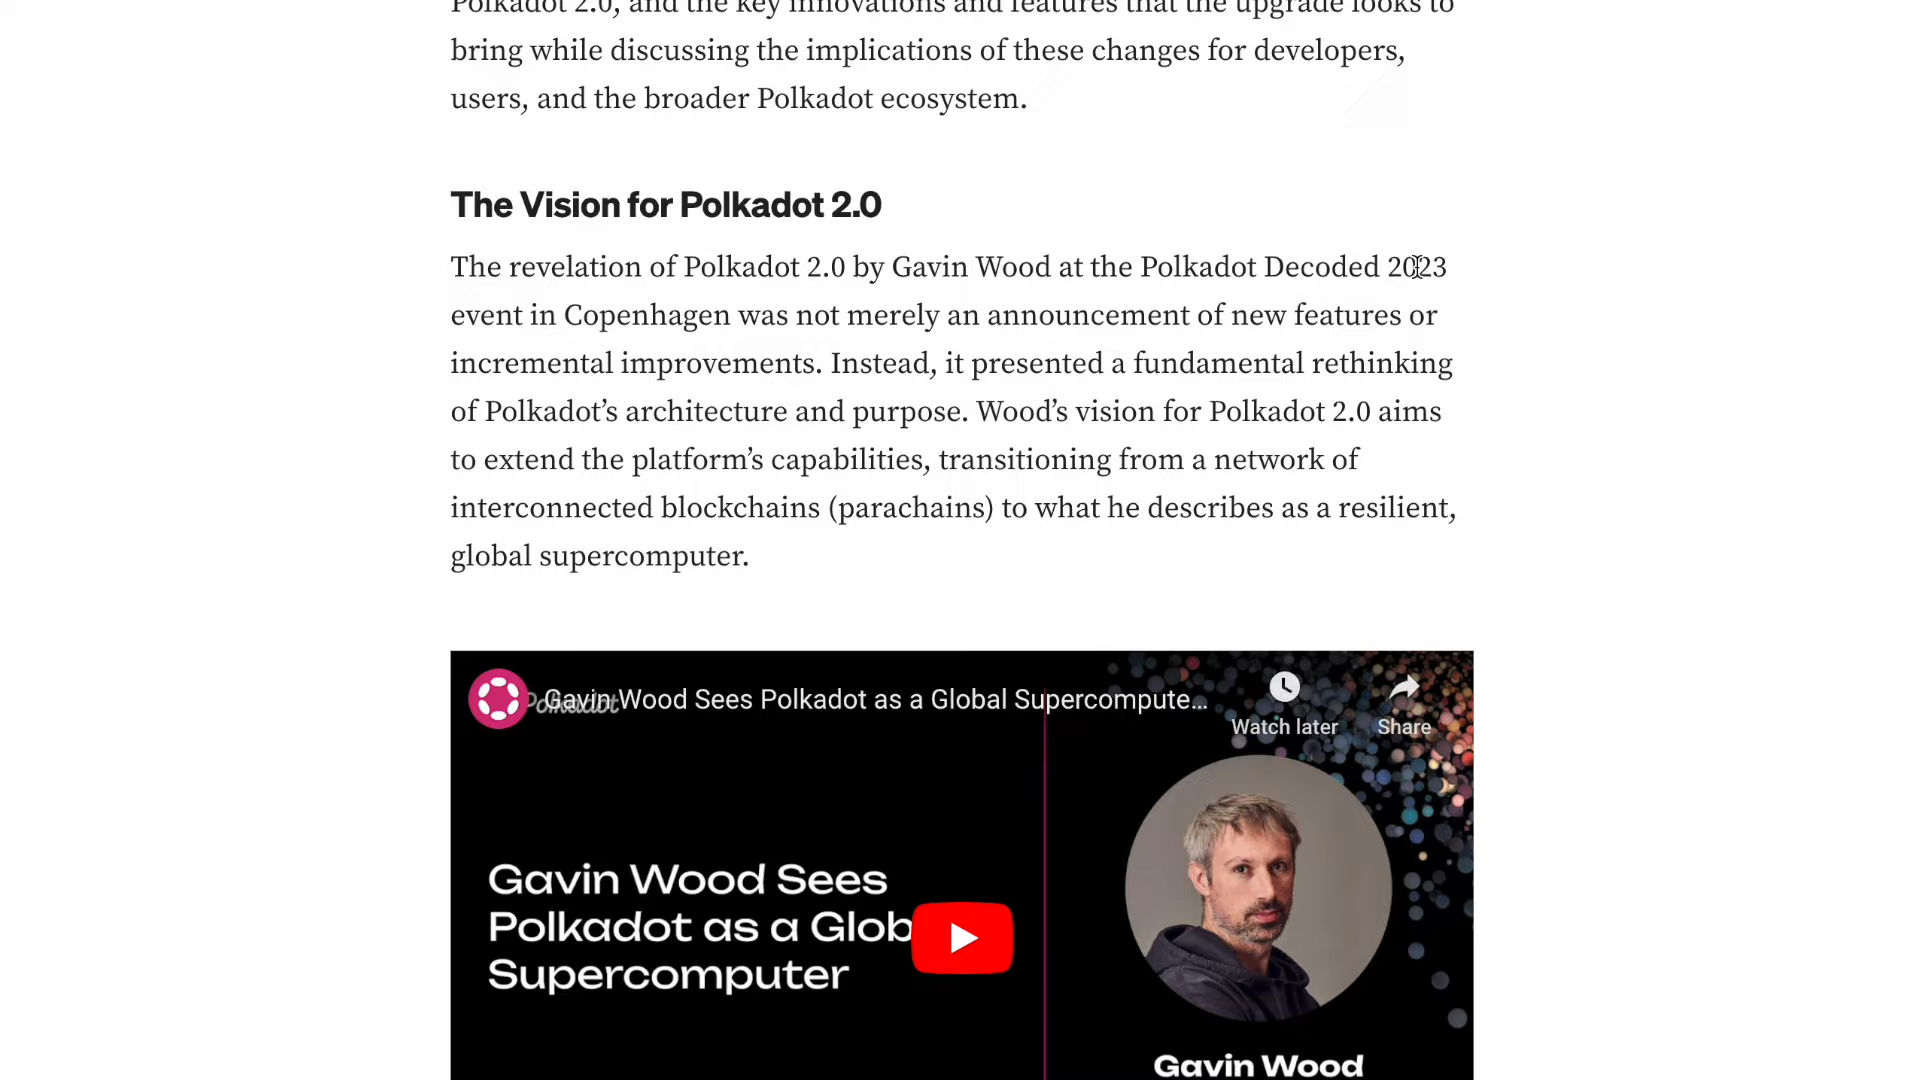 Polkadot 2.0, and the key innovations and features that the upgrade looks to
bring while discussing the implications of these changes for developers,
users, and the broader Polkadot ecosystem.
The Vision for Polkadot 2.0
The revelation of Polkadot 2.0 by Gavin Wood at the Polkadot Decoded 2023
event in Copenhagen was not merely an announcement of new features or
incremental improvements. Instead, it presented a fundamental rethinking
of Polkadot’s architecture and purpose. Wood’s vision for Polkadot 2.0 aims
to extend the platform’s capabilities, transitioning from a network of
interconnected blockchains (parachains) to what he describes as a resilient,
global supercomputer.
Polkadot
Gavin Wood Sees Polkadot as a Global Supercompute...
Watch later
Share
Gavin Wood Sees
Polkadot as a Glob
Supercomputer
Gavin Wood